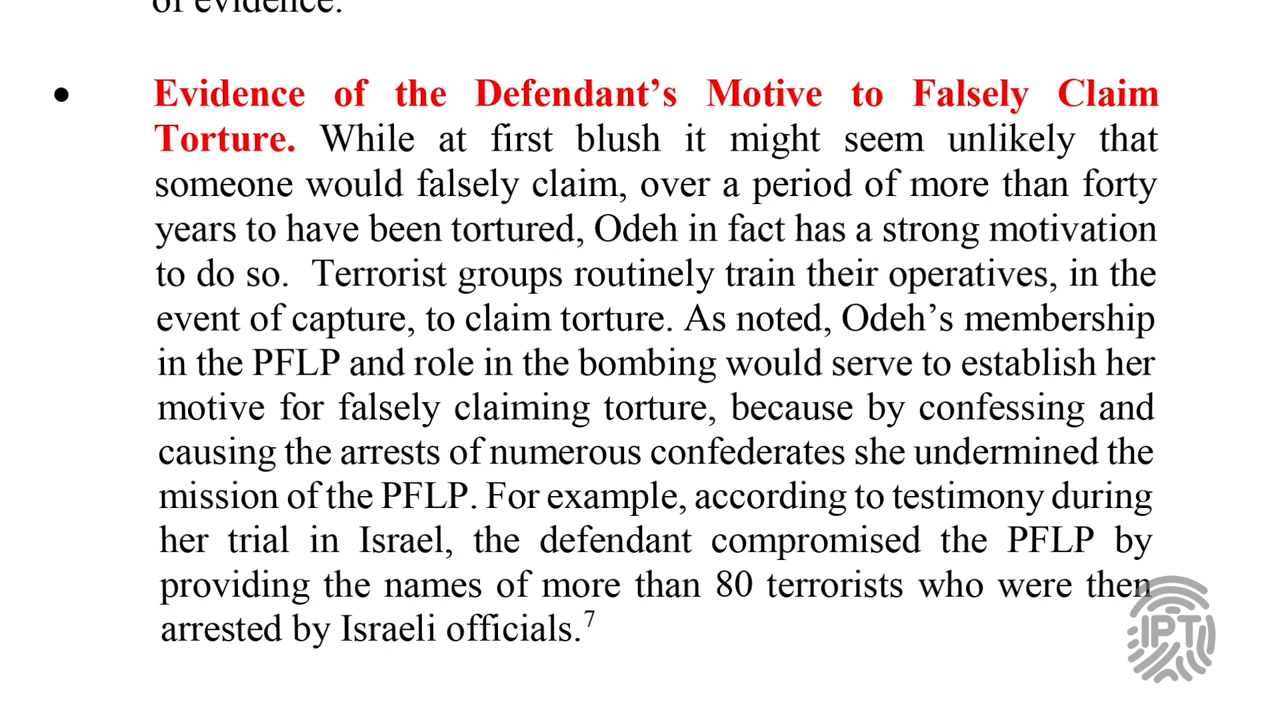 of evidence.
• Evidence of the Defendant’s Motive to Falsely Claim
Torture. While at first blush it might seem unlikely that
someone would falsely claim, over a period of more than forty
years to have been tortured, Odeh in fact has a strong motivation
to do so. Terrorist groups routinely train their operatives, in the
event of capture, to claim torture. As noted, Odeh’s membership
in the PFLP and role in the bombing would serve to establish her
motive for falsely claiming torture, because by confessing and
causing the arrests of numerous confederates she undermined the
mission of the PFLP. For example, according to testimony during
her trial in Israel, the defendant compromised the PFLP by
providing the names of more than 80 terrorists who were then
arrested by Israeli officials.7
IPT